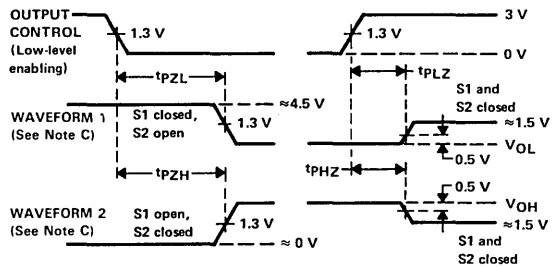 OUTPUT
CONTROL
(Low-level
enabling)
1.3 V
1.3 V
3 V
0 V
tPZL
tPLZ
S1 and
S2 closed
WAVEFORM 1
(See Note C)
S1 closed,
S2 open
≈4.5 V
1.3 V
≈1.5 V
VOL
0.5 V
tPZH
tPHZ
0.5 V
WAVEFORM 2
(See Note C)
S1 open,
S2 closed
1.3 V
≈ 0 V
VOH
≈1.5 V
S1 and
S2 closed